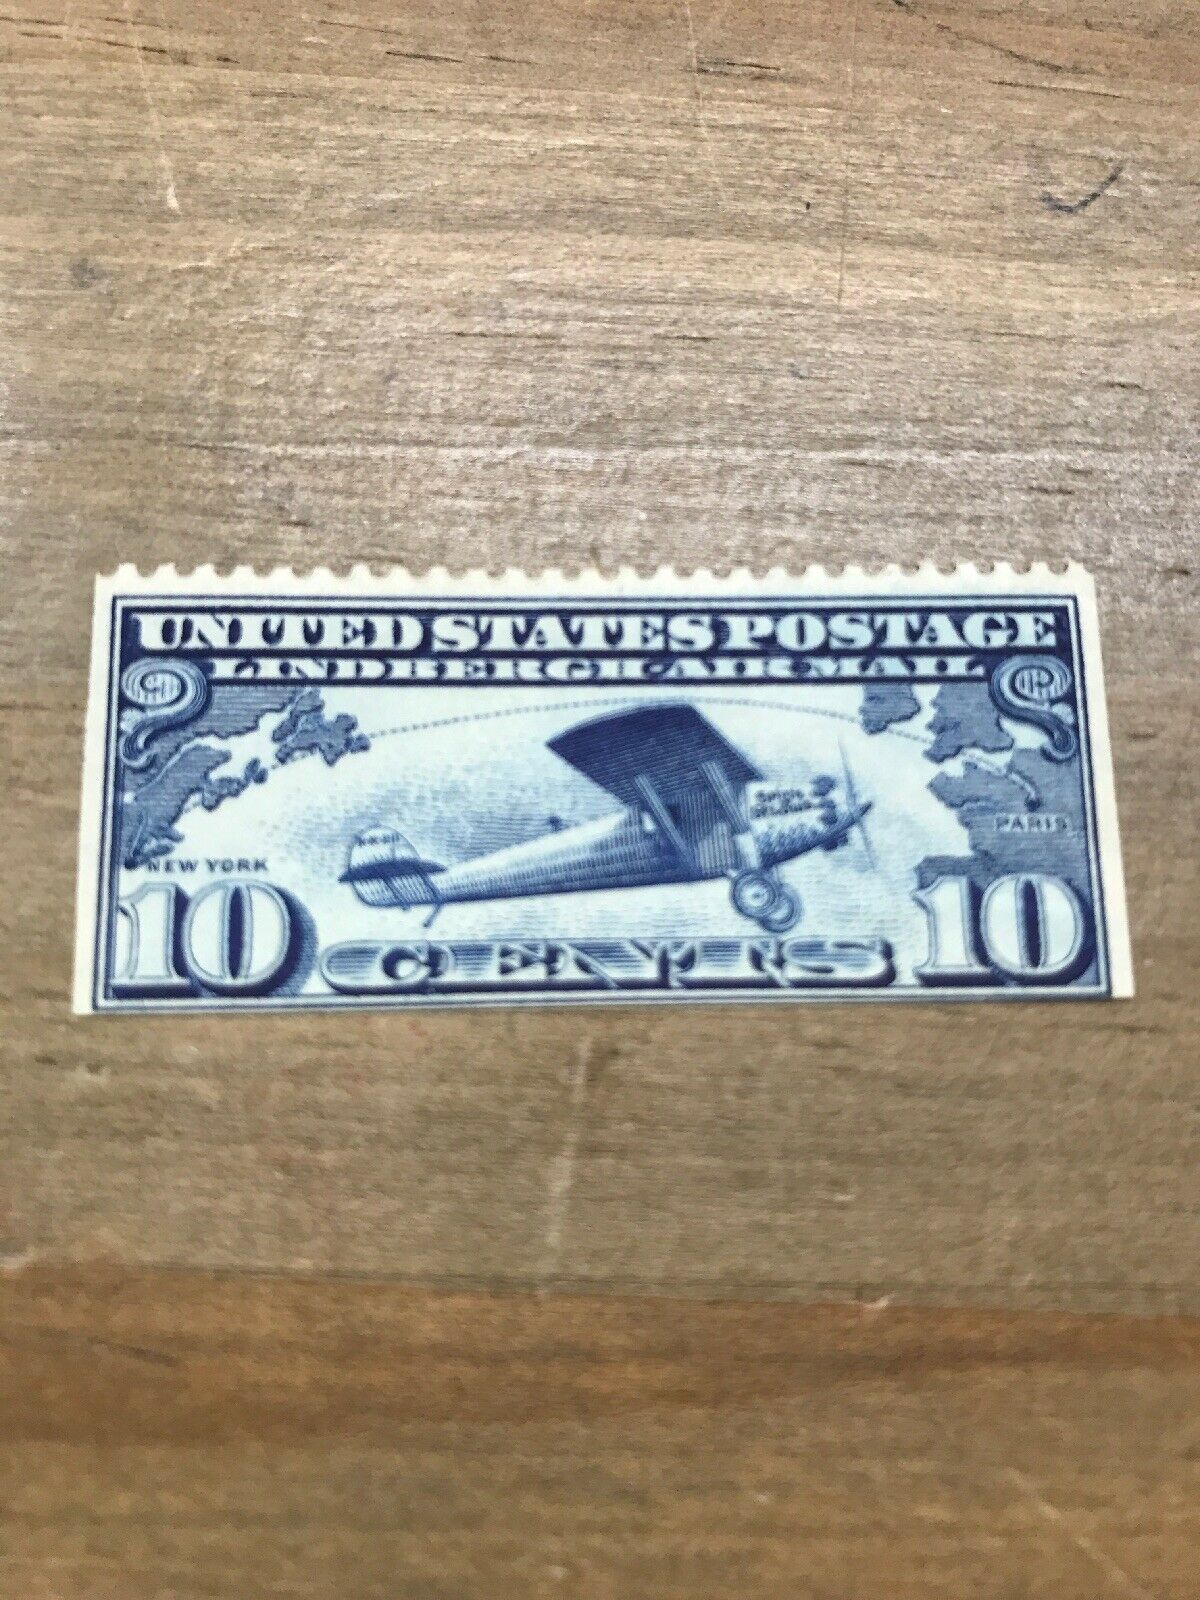 UNITED STATES POSTAGE
LINDBERGH·AIR·MAIL
NEW YORK
PARIS
10 CENTS 10